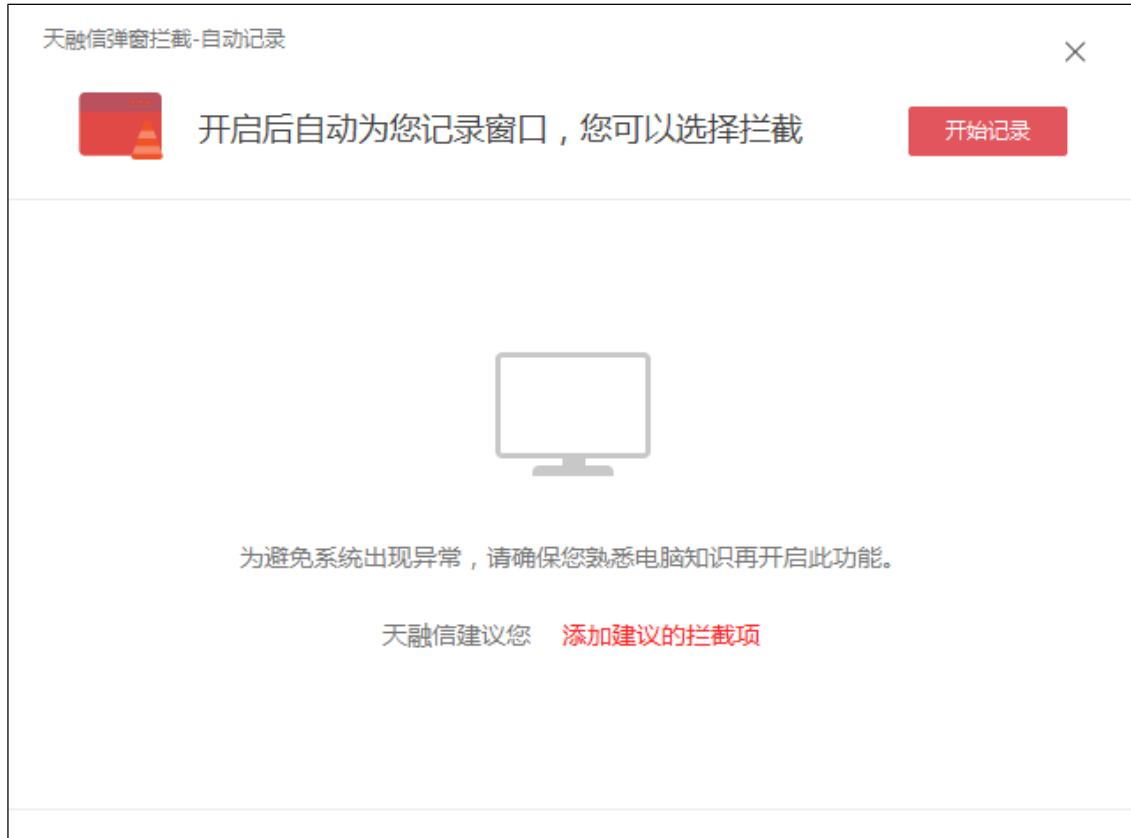 天融信弹窗拦截-自动记录
开启后自动为您记录窗口，您可以选择拦截
开始记录
为避免系统出现异常，请确保您熟悉电脑知识再开启此功能。
天融信建议您 添加建议的拦截项